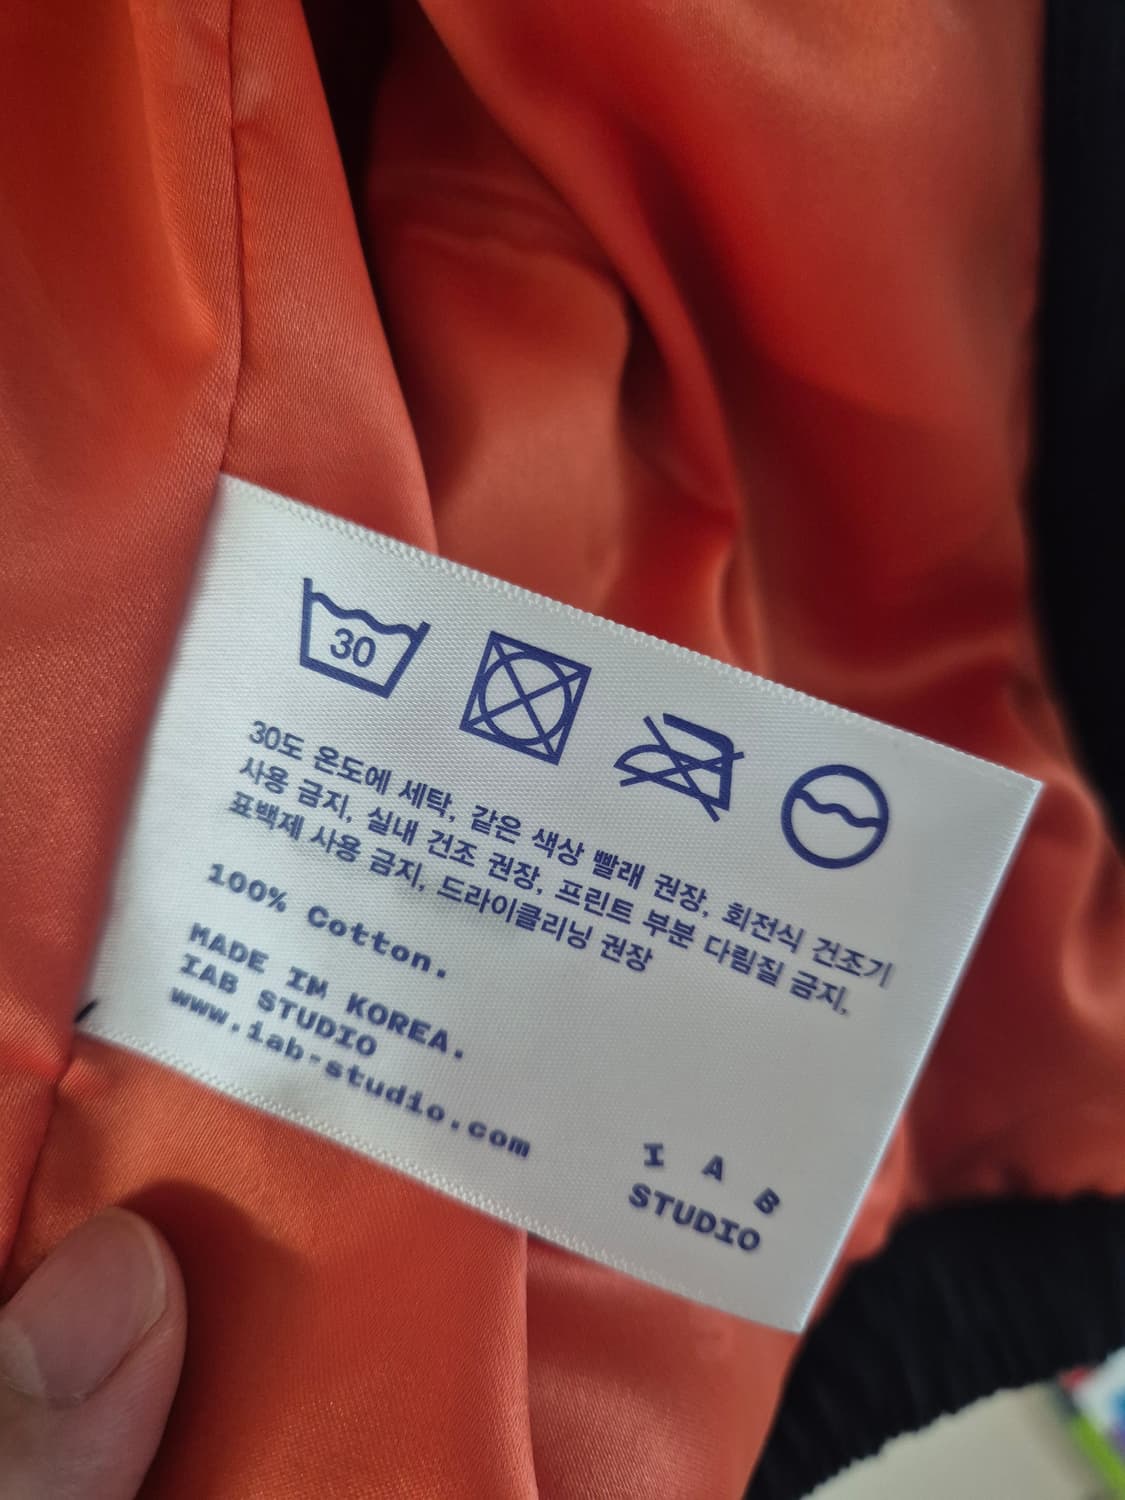 30
30도 온도에 세탁, 같은 색상 빨래 권장, 회전식 건조기
사용 금지, 실내 건조 권장, 프린트 부분 다림질 금지,
표백제 사용 금지, 드라이클리닝 권장
100% Cotton.
MADE IM KOREA.
IAB STUDIO
www.iab-studio.com
I A B
STUDIO